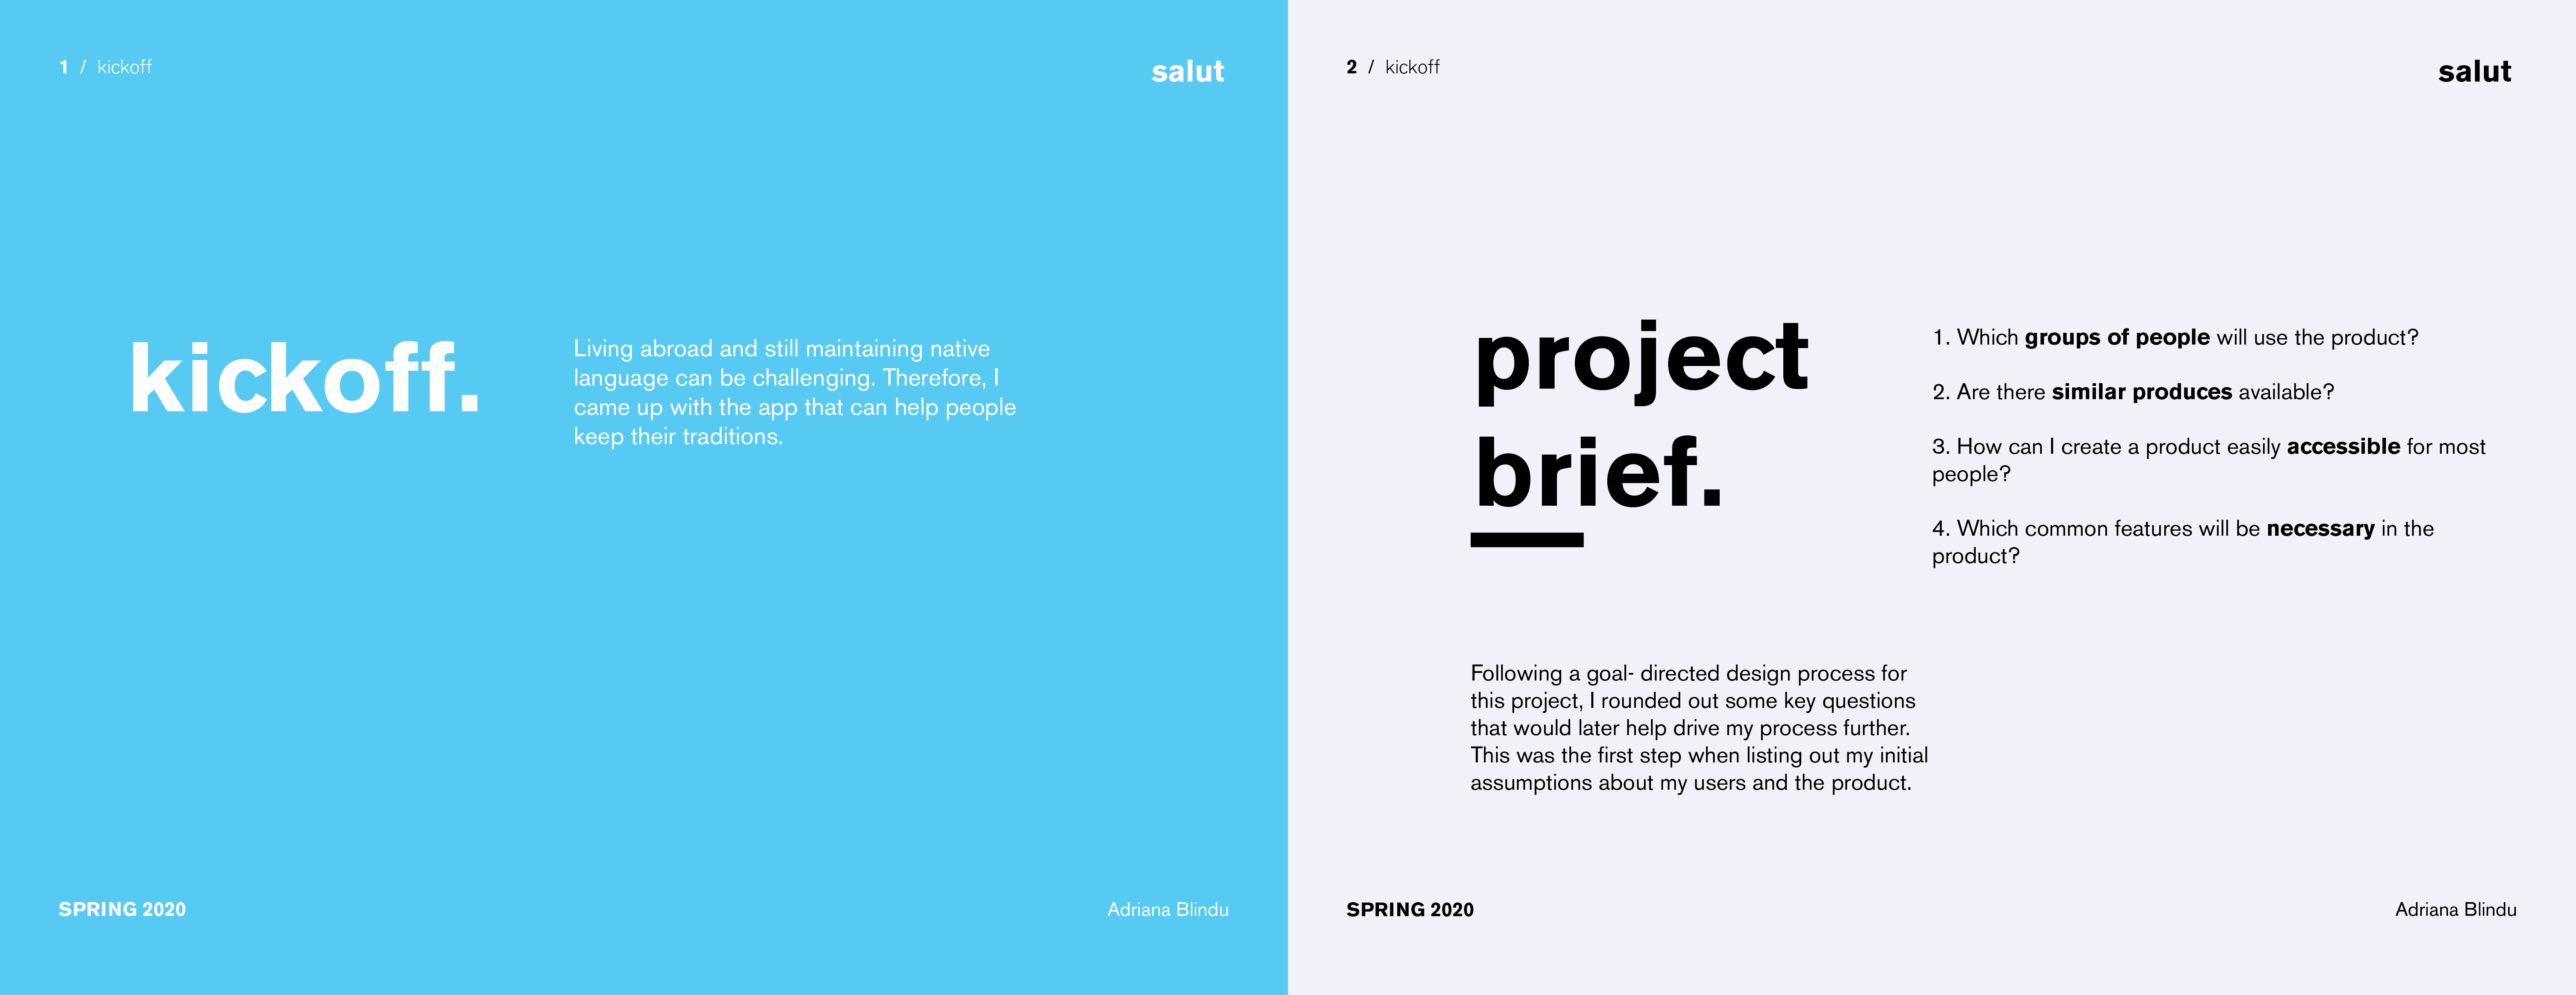 1 / kickoff
salut
kickoff.
Living abroad and still maintaining native
language can be challenging. Therefore, I
came up with the app that can help people
keep their traditions.
SPRING 2020
Adriana Blindu
2 / kickoff
salut
project
brief.
1. Which groups of people will use the product?
2. Are there similar produces available?
3. How can I create a product easily accessible for most
people?
4. Which common features will be necessary in the
product?
Following a goal- directed design process for
this project, I rounded out some key questions
that would later help drive my process further.
This was the first step when listing out my initial
assumptions about my users and the product.
SPRING 2020
Adriana Blindu